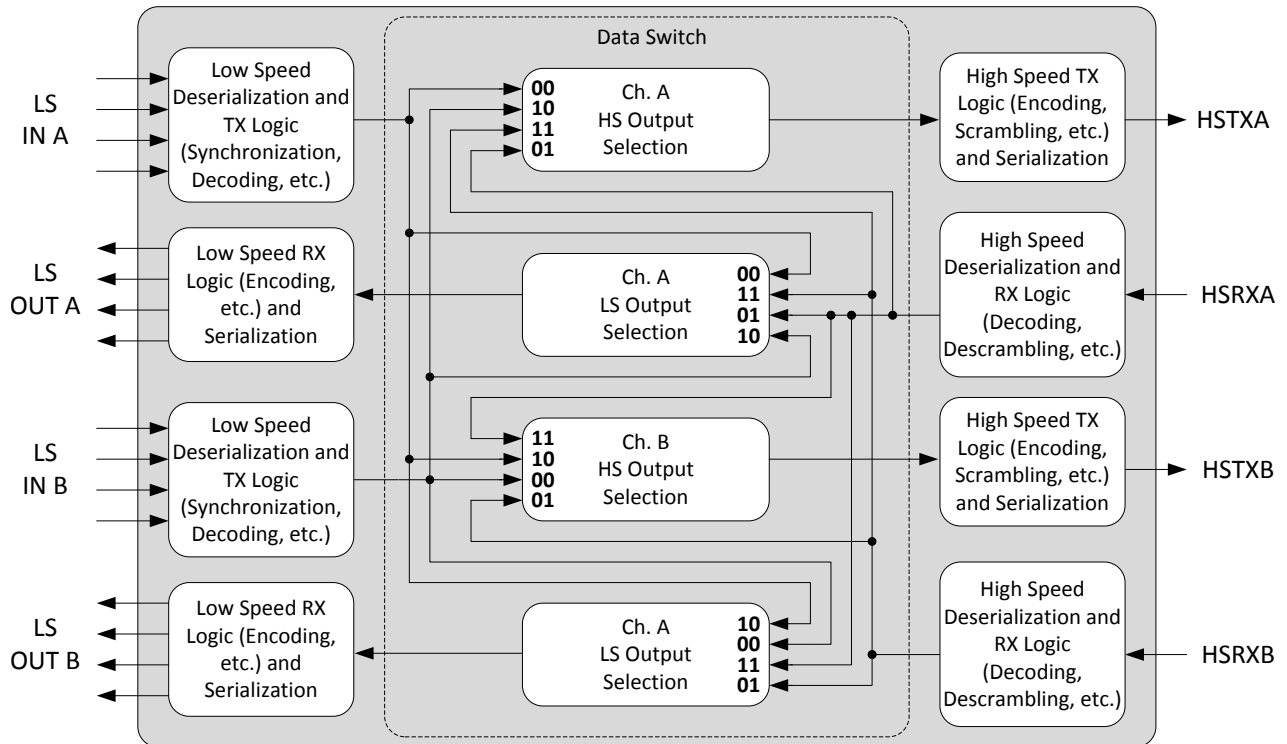 Data Switch
LS
IN A
Low Speed
Deserialization and
TX Logic
(Synchronization,
Decoding, etc.)
00
10
11
01
Ch. A
HS Output
Selection
High Speed TX
Logic (Encoding,
Scrambling, etc.)
and Serialization
HSTXA
LS
OUT A
Low Speed RX
Logic (Encoding,
etc.) and
Serialization
Ch. A
LS Output
Selection
00
11
01
10
High Speed
Deserialization and
RX Logic
(Decoding,
Descrambling, etc.)
HSRXA
LS
IN B
Low Speed
Deserialization and
TX Logic
(Synchronization,
Decoding, etc.)
11
10
00
01
Ch. B
HS Output
Selection
High Speed TX
Logic (Encoding,
Scrambling, etc.)
and Serialization
HSTXB
LS
OUT B
Low Speed RX
Logic (Encoding,
etc.) and
Serialization
Ch. A
LS Output
Selection
10
00
11
01
High Speed
Deserialization and
RX Logic
(Decoding,
Descrambling, etc.)
HSRXB